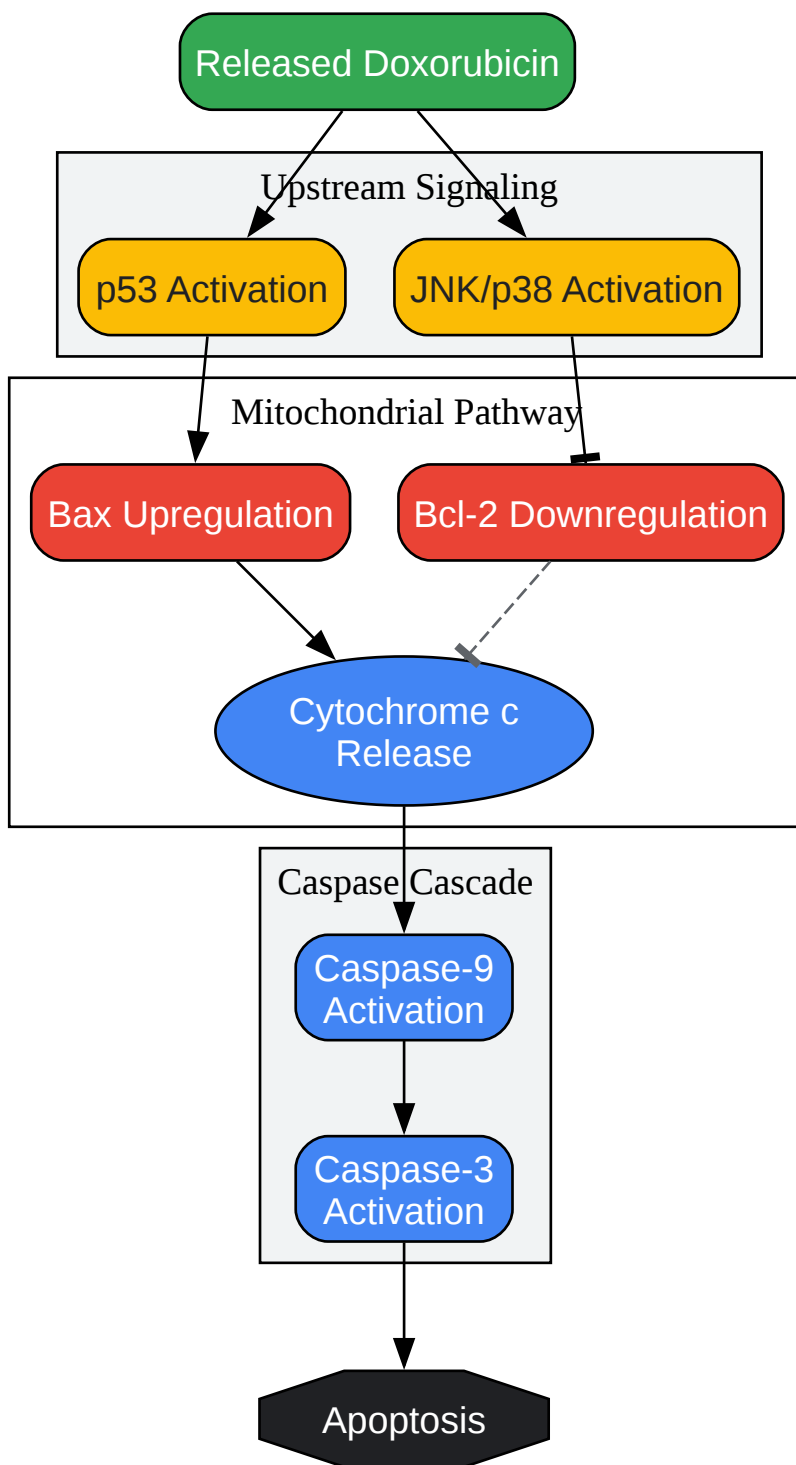 Released Doxorubicin
Upstream Signaling
p53 Activation
JNK/p38 Activation
Mitochondrial Pathway
Bax Upregulation
Bcl-2 Downregulation
Cytochrome c
Release
Caspase Cascade
Caspase-9
Activation
Caspase-3
Activation
Apoptosis